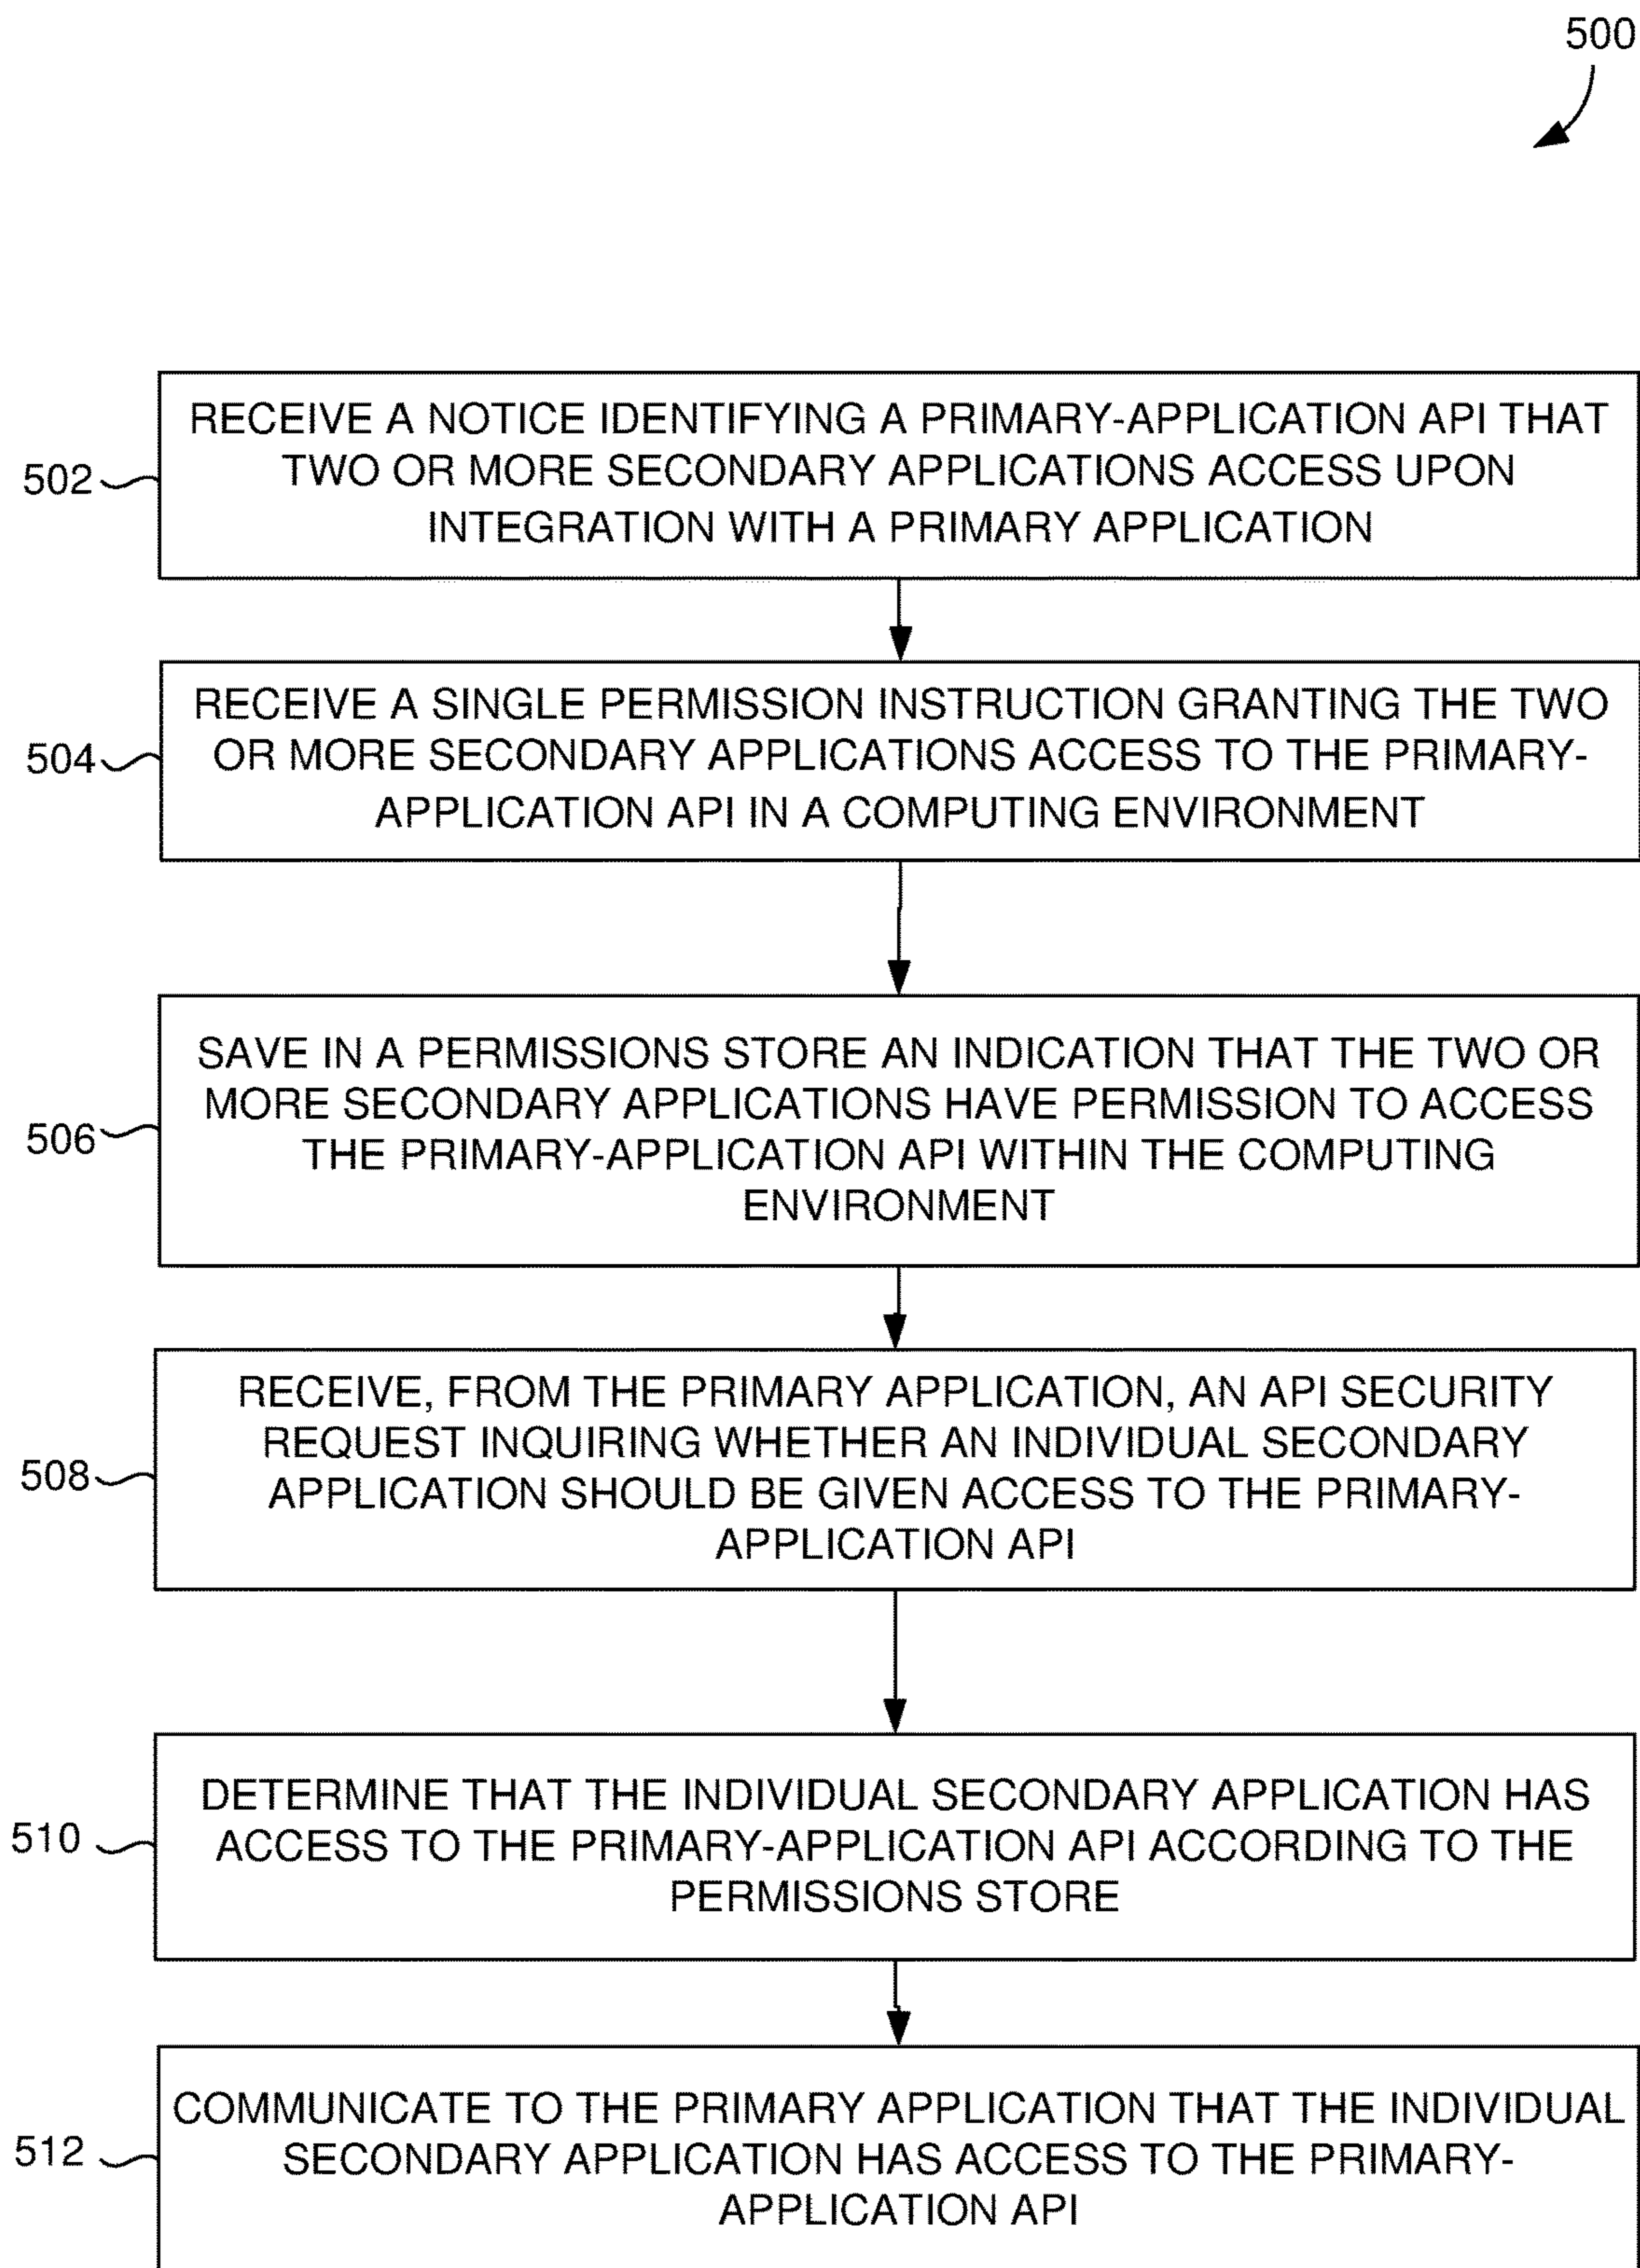 500
RECEIVE A NOTICE IDENTIFYING A PRIMARY-APPLICATION API THAT
TWO OR MORE SECONDARY APPLICATIONS ACCESS UPON
INTEGRATION WITH A PRIMARY APPLICATION
502
RECEIVE A SINGLE PERMISSION INSTRUCTION GRANTING THE TWO
OR MORE SECONDARY APPLICATIONS ACCESS TO THE PRIMARY-
APPLICATION API IN A COMPUTING ENVIRONMENT
504
SAVE IN A PERMISSIONS STORE AN INDICATION THAT THE TWO OR
MORE SECONDARY APPLICATIONS HAVE PERMISSION TO ACCESS
THE PRIMARY-APPLICATION API WITHIN THE COMPUTING
ENVIRONMENT
506
RECEIVE, FROM THE PRIMARY APPLICATION, AN API SECURITY
REQUEST INQUIRING WHETHER AN INDIVIDUAL SECONDARY
APPLICATION SHOULD BE GIVEN ACCESS TO THE PRIMARY-
APPLICATION API
508
DETERMINE THAT THE INDIVIDUAL SECONDARY APPLICATION HAS
ACCESS TO THE PRIMARY-APPLICATION API ACCORDING TO THE
PERMISSIONS STORE
510
COMMUNICATE TO THE PRIMARY APPLICATION THAT THE INDIVIDUAL
SECONDARY APPLICATION HAS ACCESS TO THE PRIMARY-
APPLICATION API
512